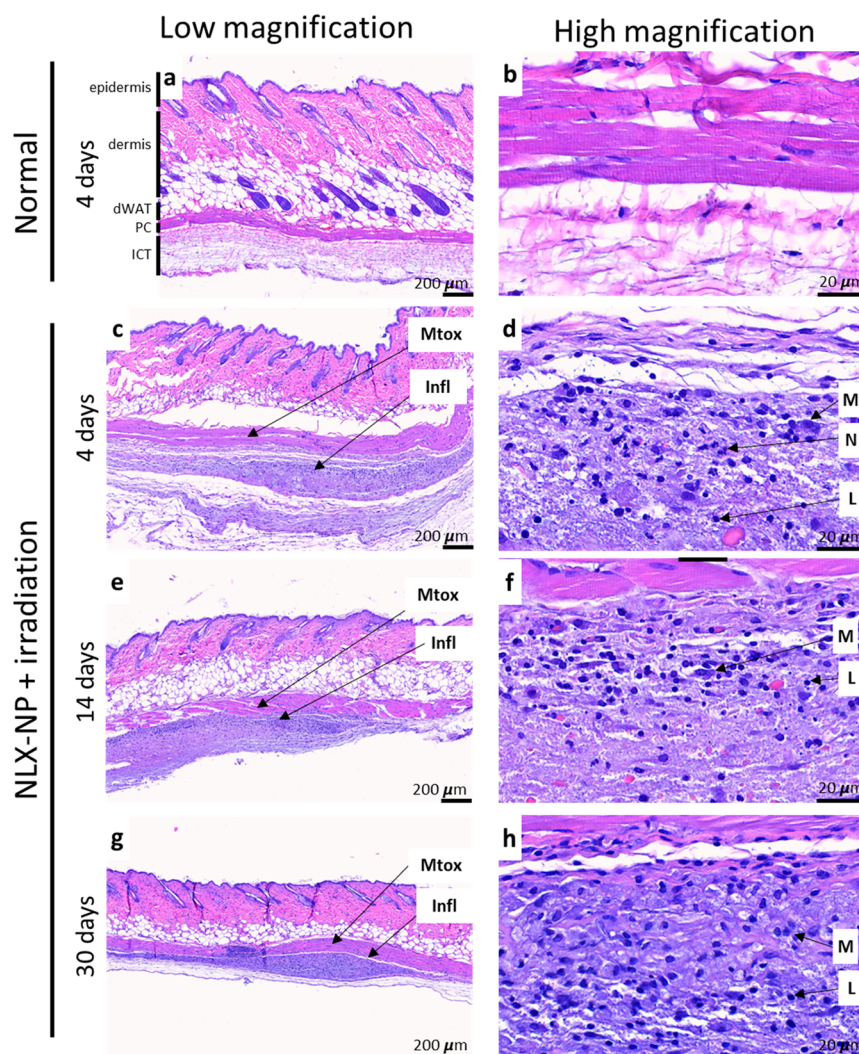 Low magnification
High magnification
Normal
4 days
a
epidermis
dermis
dWAT
PC
ICT
200 μm
b
20 μm
NLX-NP + irradiation
4 days
c
Mtox
Infl
200 μm
d
M
N
L
20 μm
14 days
e
Mtox
Infl
200 μm
f
M
L
20 μm
30 days
g
Mtox
Infl
200 μm
h
M
L
20 μm